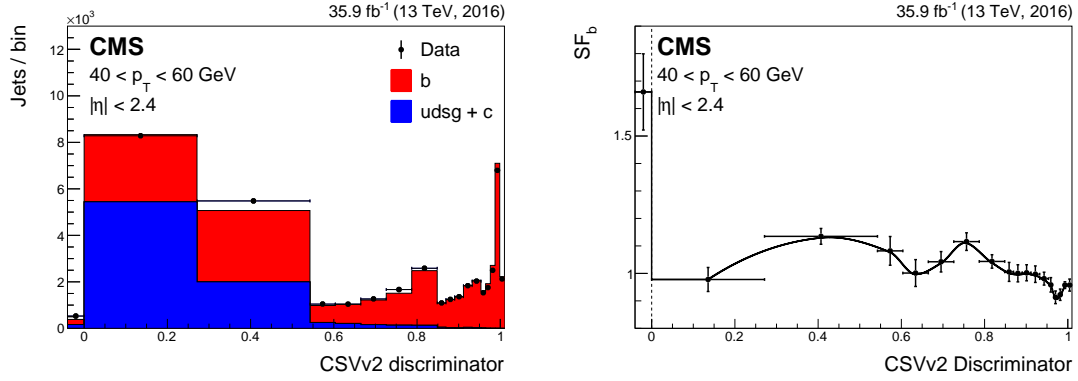 35.9 fb⁻¹ (13 TeV, 2016)
×10³
CMS
40 < p_T < 60 GeV
|η| < 2.4
Data
b
udsg + c
Jets / bin
12
10
8
6
4
2
0
0 0.2 0.4 0.6 0.8 1
CSVv2 discriminator
35.9 fb⁻¹ (13 TeV, 2016)
CMS
40 < p_T < 60 GeV
|η| < 2.4
SF_b
1.5
1
0 0.2 0.4 0.6 0.8 1
CSVv2 Discriminator